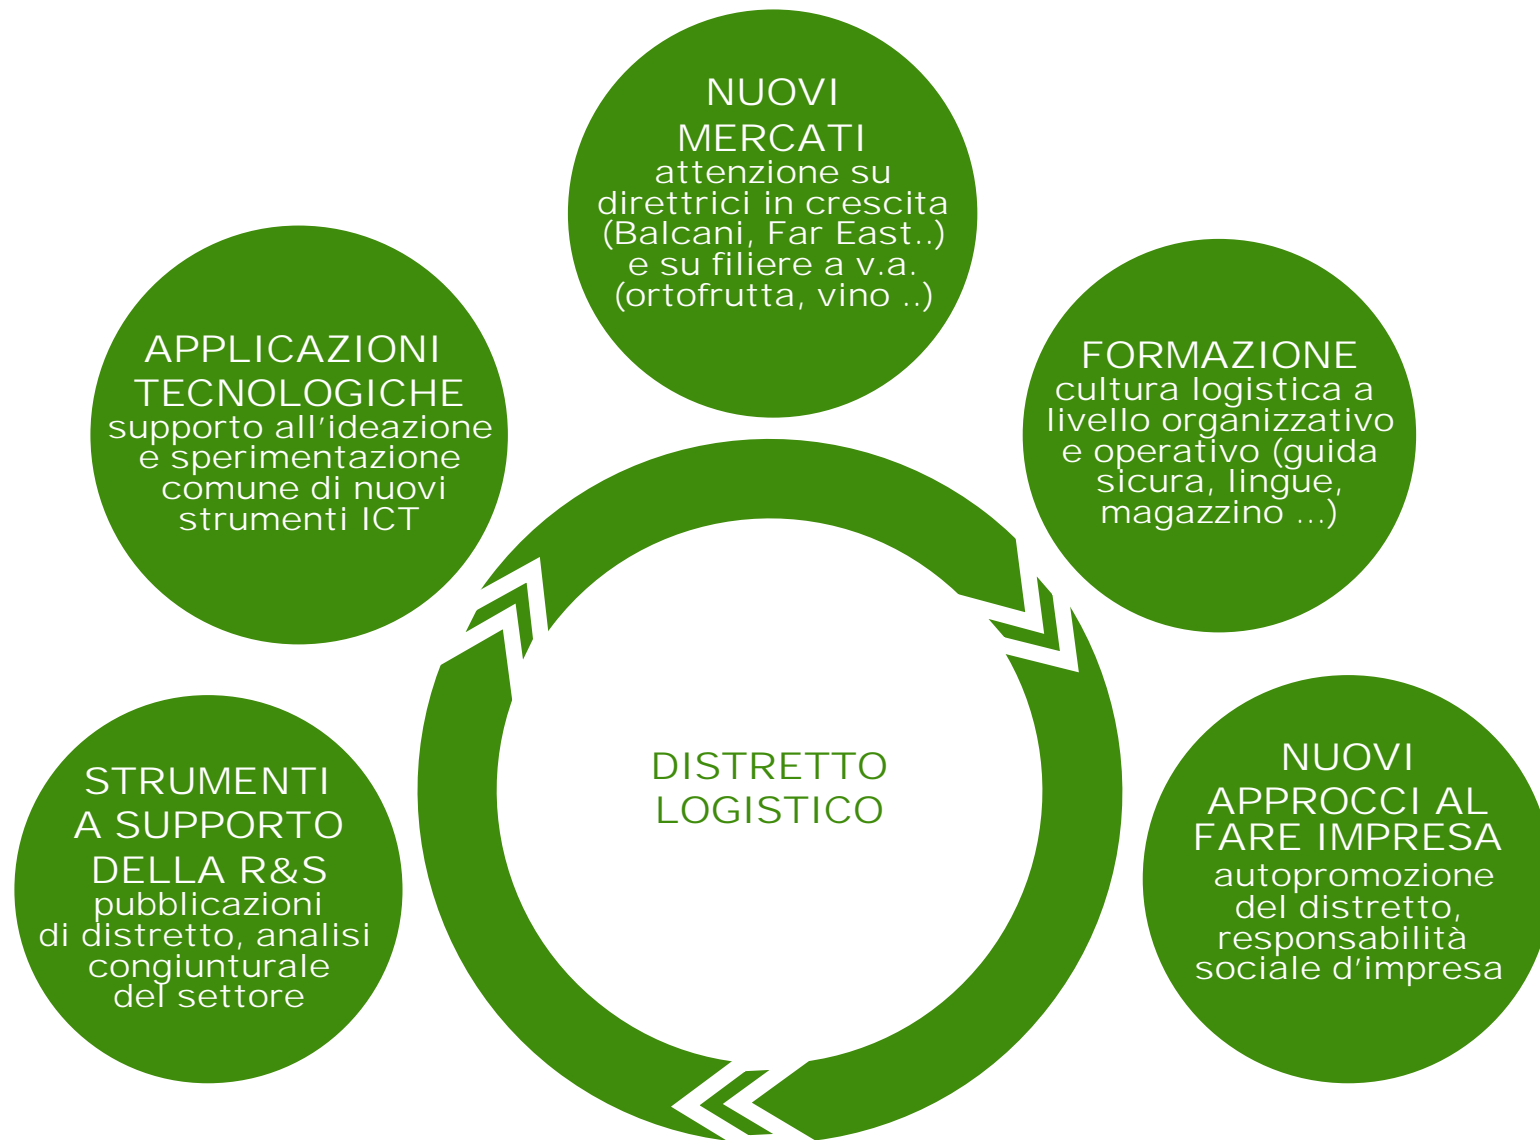 NUOVI
MERCATI
attenzione su
direttrici in crescita
(Balcani, Far East..)
e su filiere a v.a.
(ortofrutta, vino ..)
APPLICAZIONI
TECNOLOGICHE
supporto all'ideazione
e sperimentazione
comune di nuovi
strumenti ICT
FORMAZIONE
cultura logistica a
livello organizzativo
e operativo (guida
sicura, lingue,
magazzino ...)
STRUMENTI
A SUPPORTO
DELLA R&S
pubblicazioni
di distretto, analisi
congiunturale
del settore
DISTRETTO
LOGISTICO
NUOVI
APPROCCI AL
FARE IMPRESA
autopromozione
del distretto,
responsabilità
sociale d'impresa